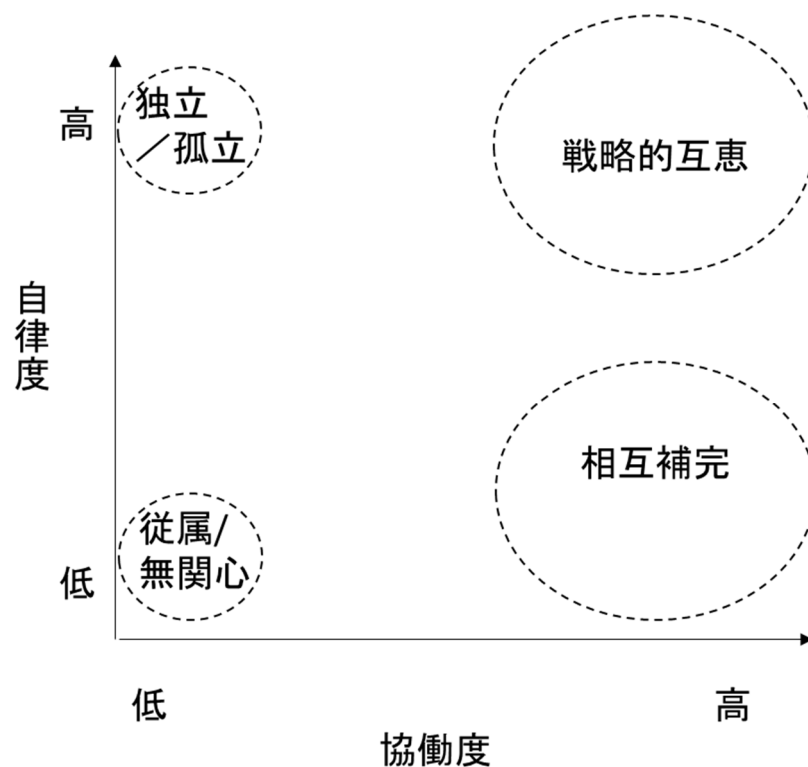 高
独立
／孤立
戦略的互恵
自律度
相互補完
従属/
無関心
低
低
高
協働度